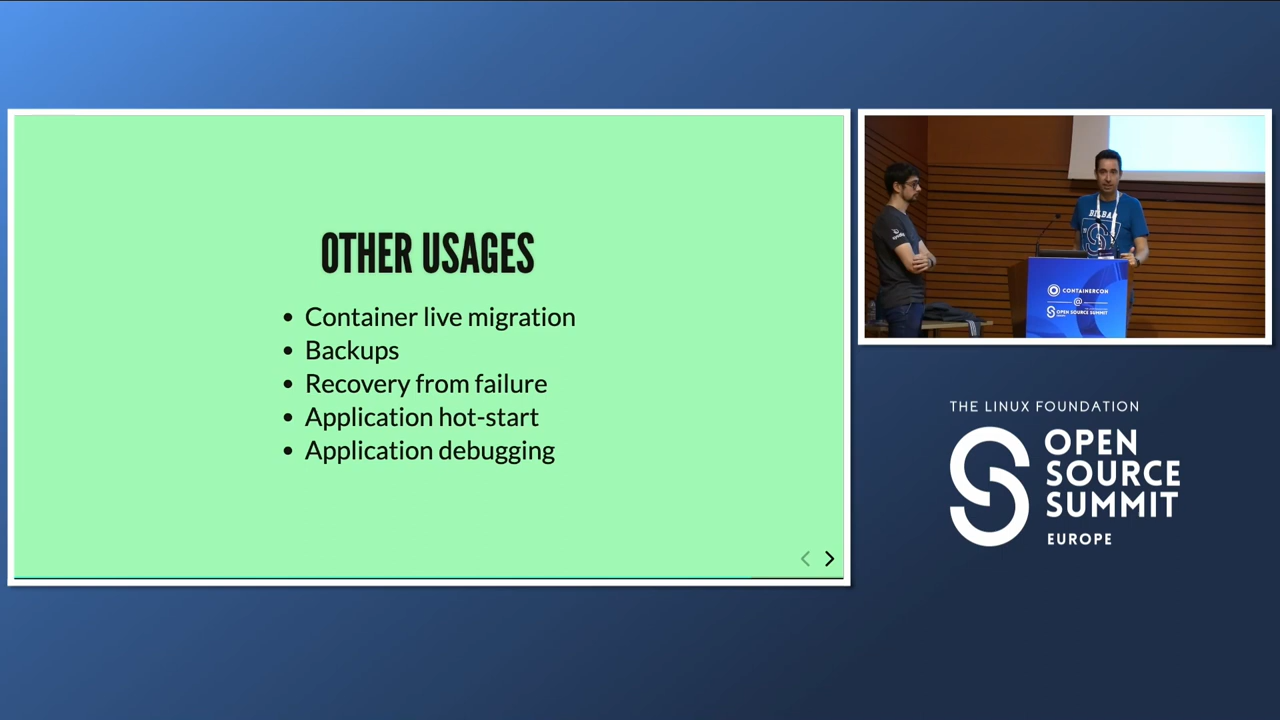 OTHER USAGES
Container live migration
Backups
Recovery from failure
Application hot-start
Application debugging
BILBAO
CONTAINERCON
@
OPEN SOURCE SUMMIT
THE LINUX FOUNDATION
OPEN
SOURCE
SUMMIT
EUROPE